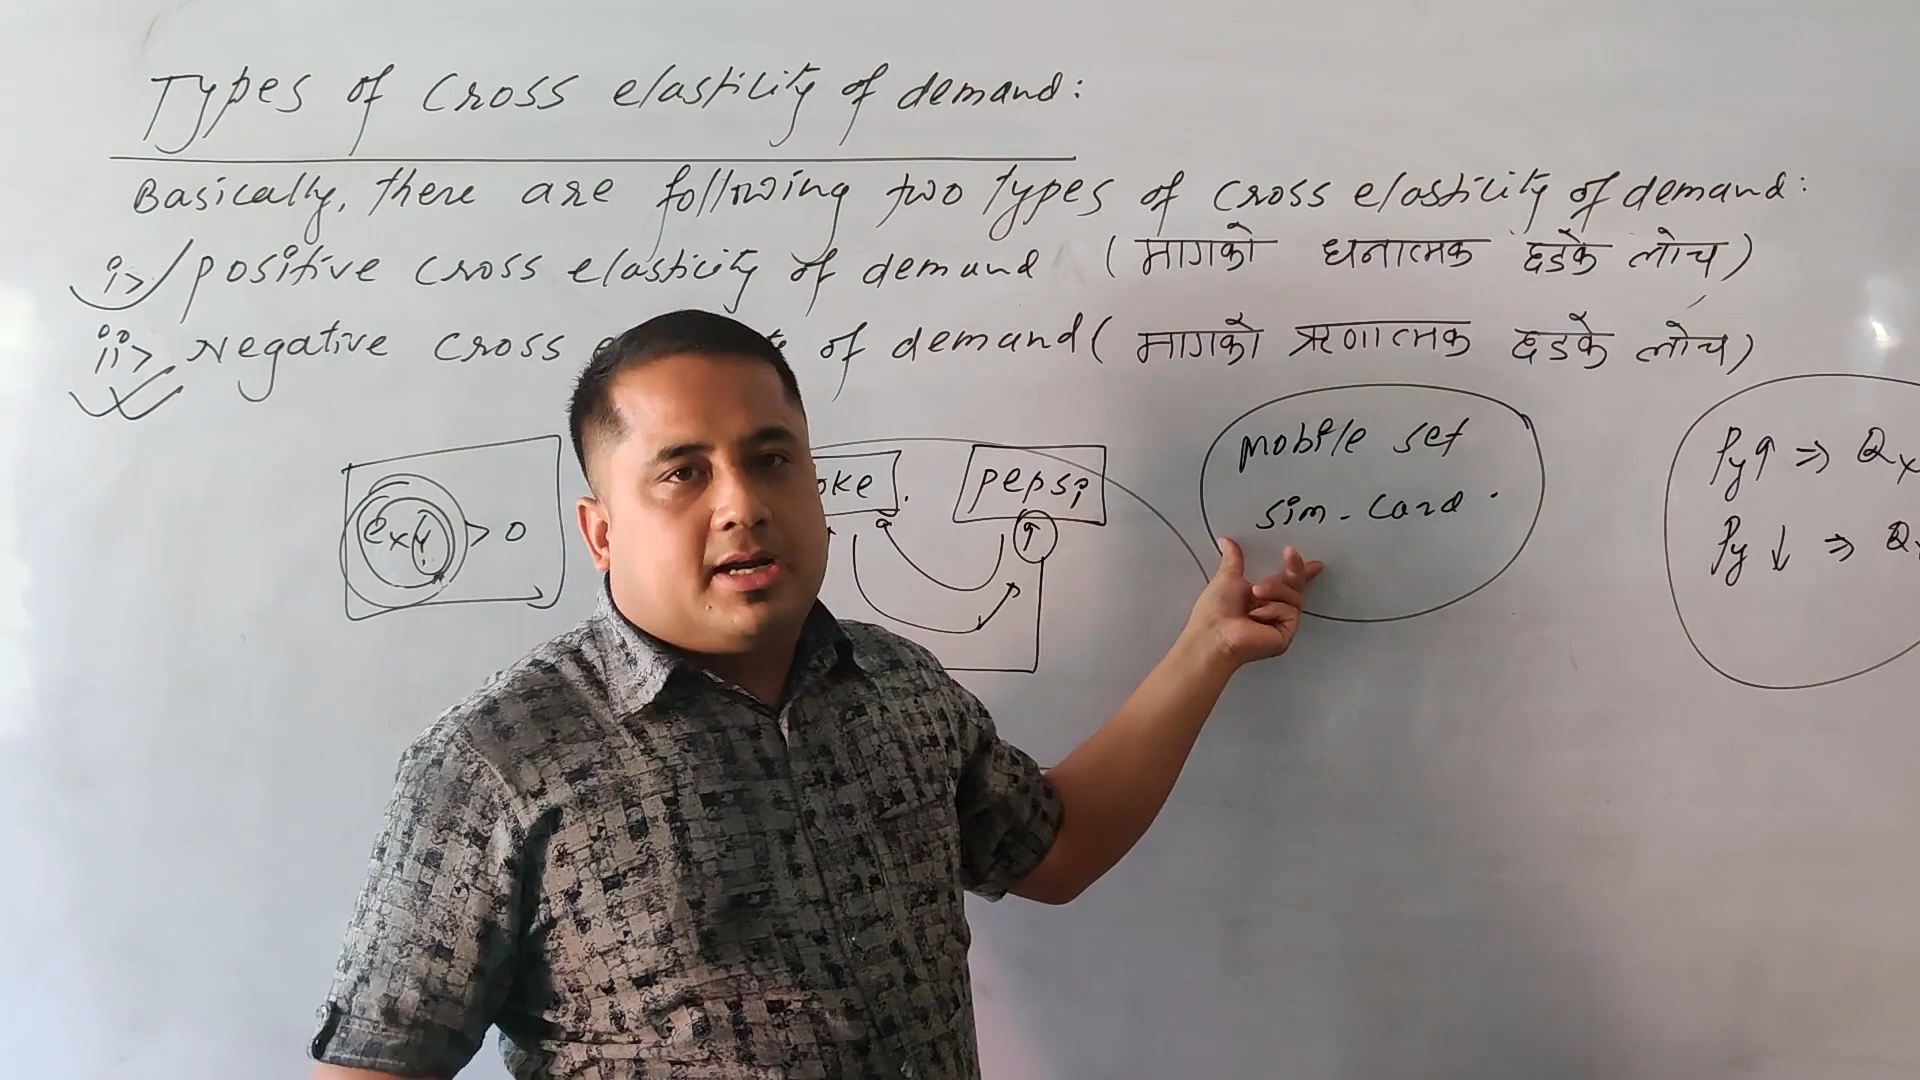 Types of cross elasticity of demand:
Basically, there are following two types of cross elasticity of demand:
i> positive cross elasticity of demand (मागको धनात्मक छड्के लोच)
ii> Negative cross of demand (मागको ऋणात्मक छड्के लोच)
exy > 0
oke.
pepsi
↑
Mobile set
sim-card.
Py↑ ⇒ Qx
Py↓ ⇒ Qx